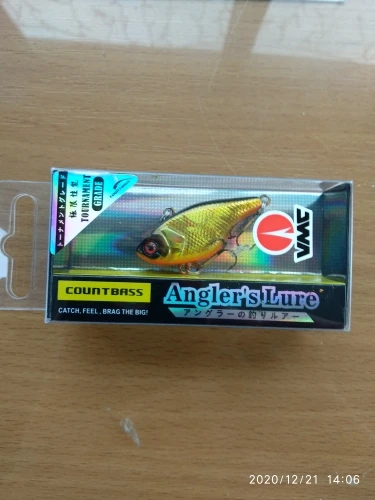 トーナメントグレード
極限性能
TOURNAMENT
GRADE
VMC
COUNTBASS
Angler's Lure
アングラーの釣りルアー
CATCH, FEEL , BRAG THE BIG!
2020/12/21 14:06